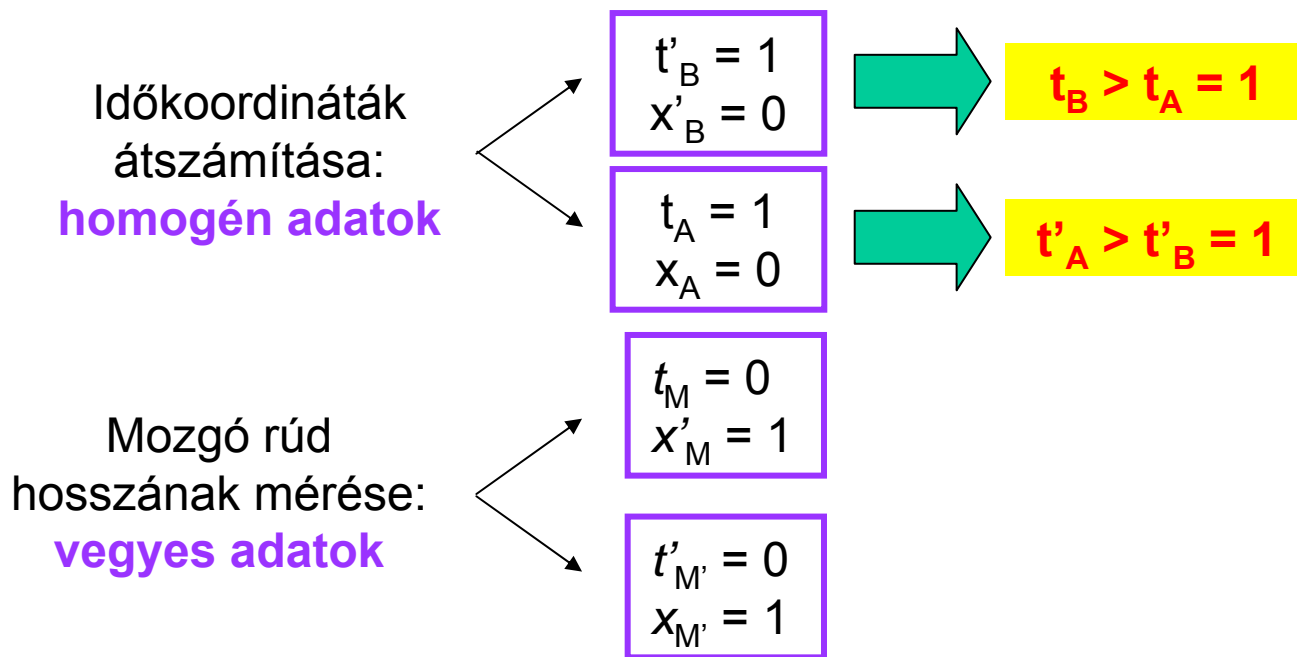 Időkoordináták
átszámítása:
homogén adatok
t’B = 1
x’B = 0
tB > tA = 1
tA = 1
xA = 0
t’A > t’B = 1
Mozgó rúd
hosszának mérése:
vegyes adatok
tM = 0
x’M = 1
t’M’ = 0
xM’ = 1